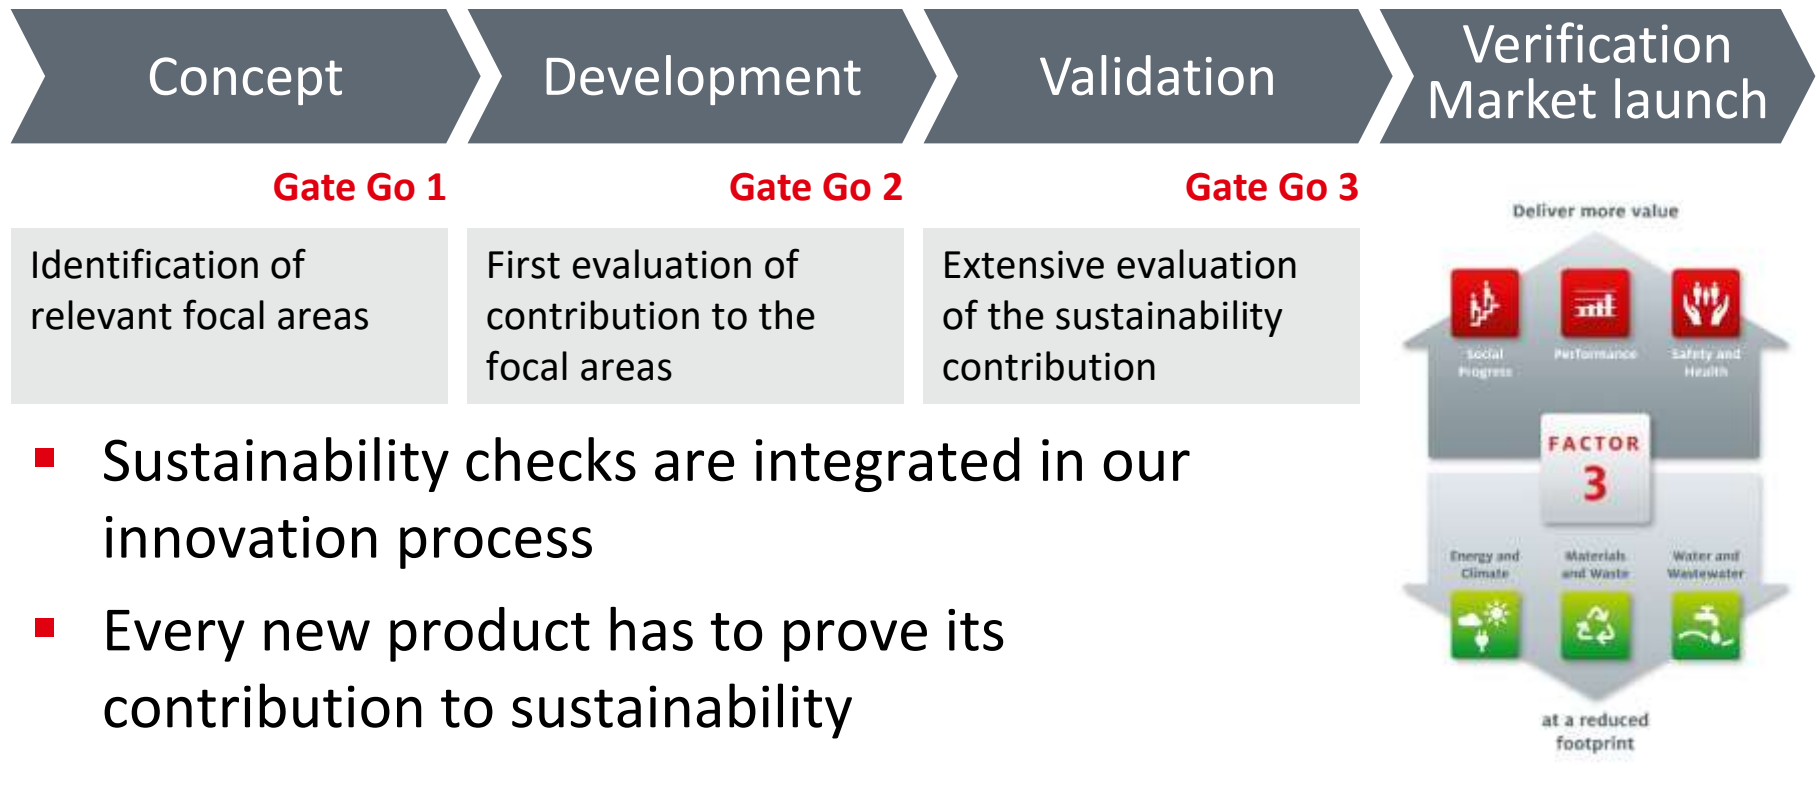 Concept
Development
Validation
Verification
Market launch
Gate Go 1
Gate Go 2
Gate Go 3
Identification of
relevant focal areas
First evaluation of
contribution to the
focal areas
Extensive evaluation
of the sustainability
contribution
Sustainability checks are integrated in our
innovation process
Every new product has to prove its
contribution to sustainability
Deliver more value
Social
Progress
Performance
Safety and
Health
FACTOR
3
Energy and
Climate
Materials
and Waste
Water and
Wastewater
at a reduced
footprint